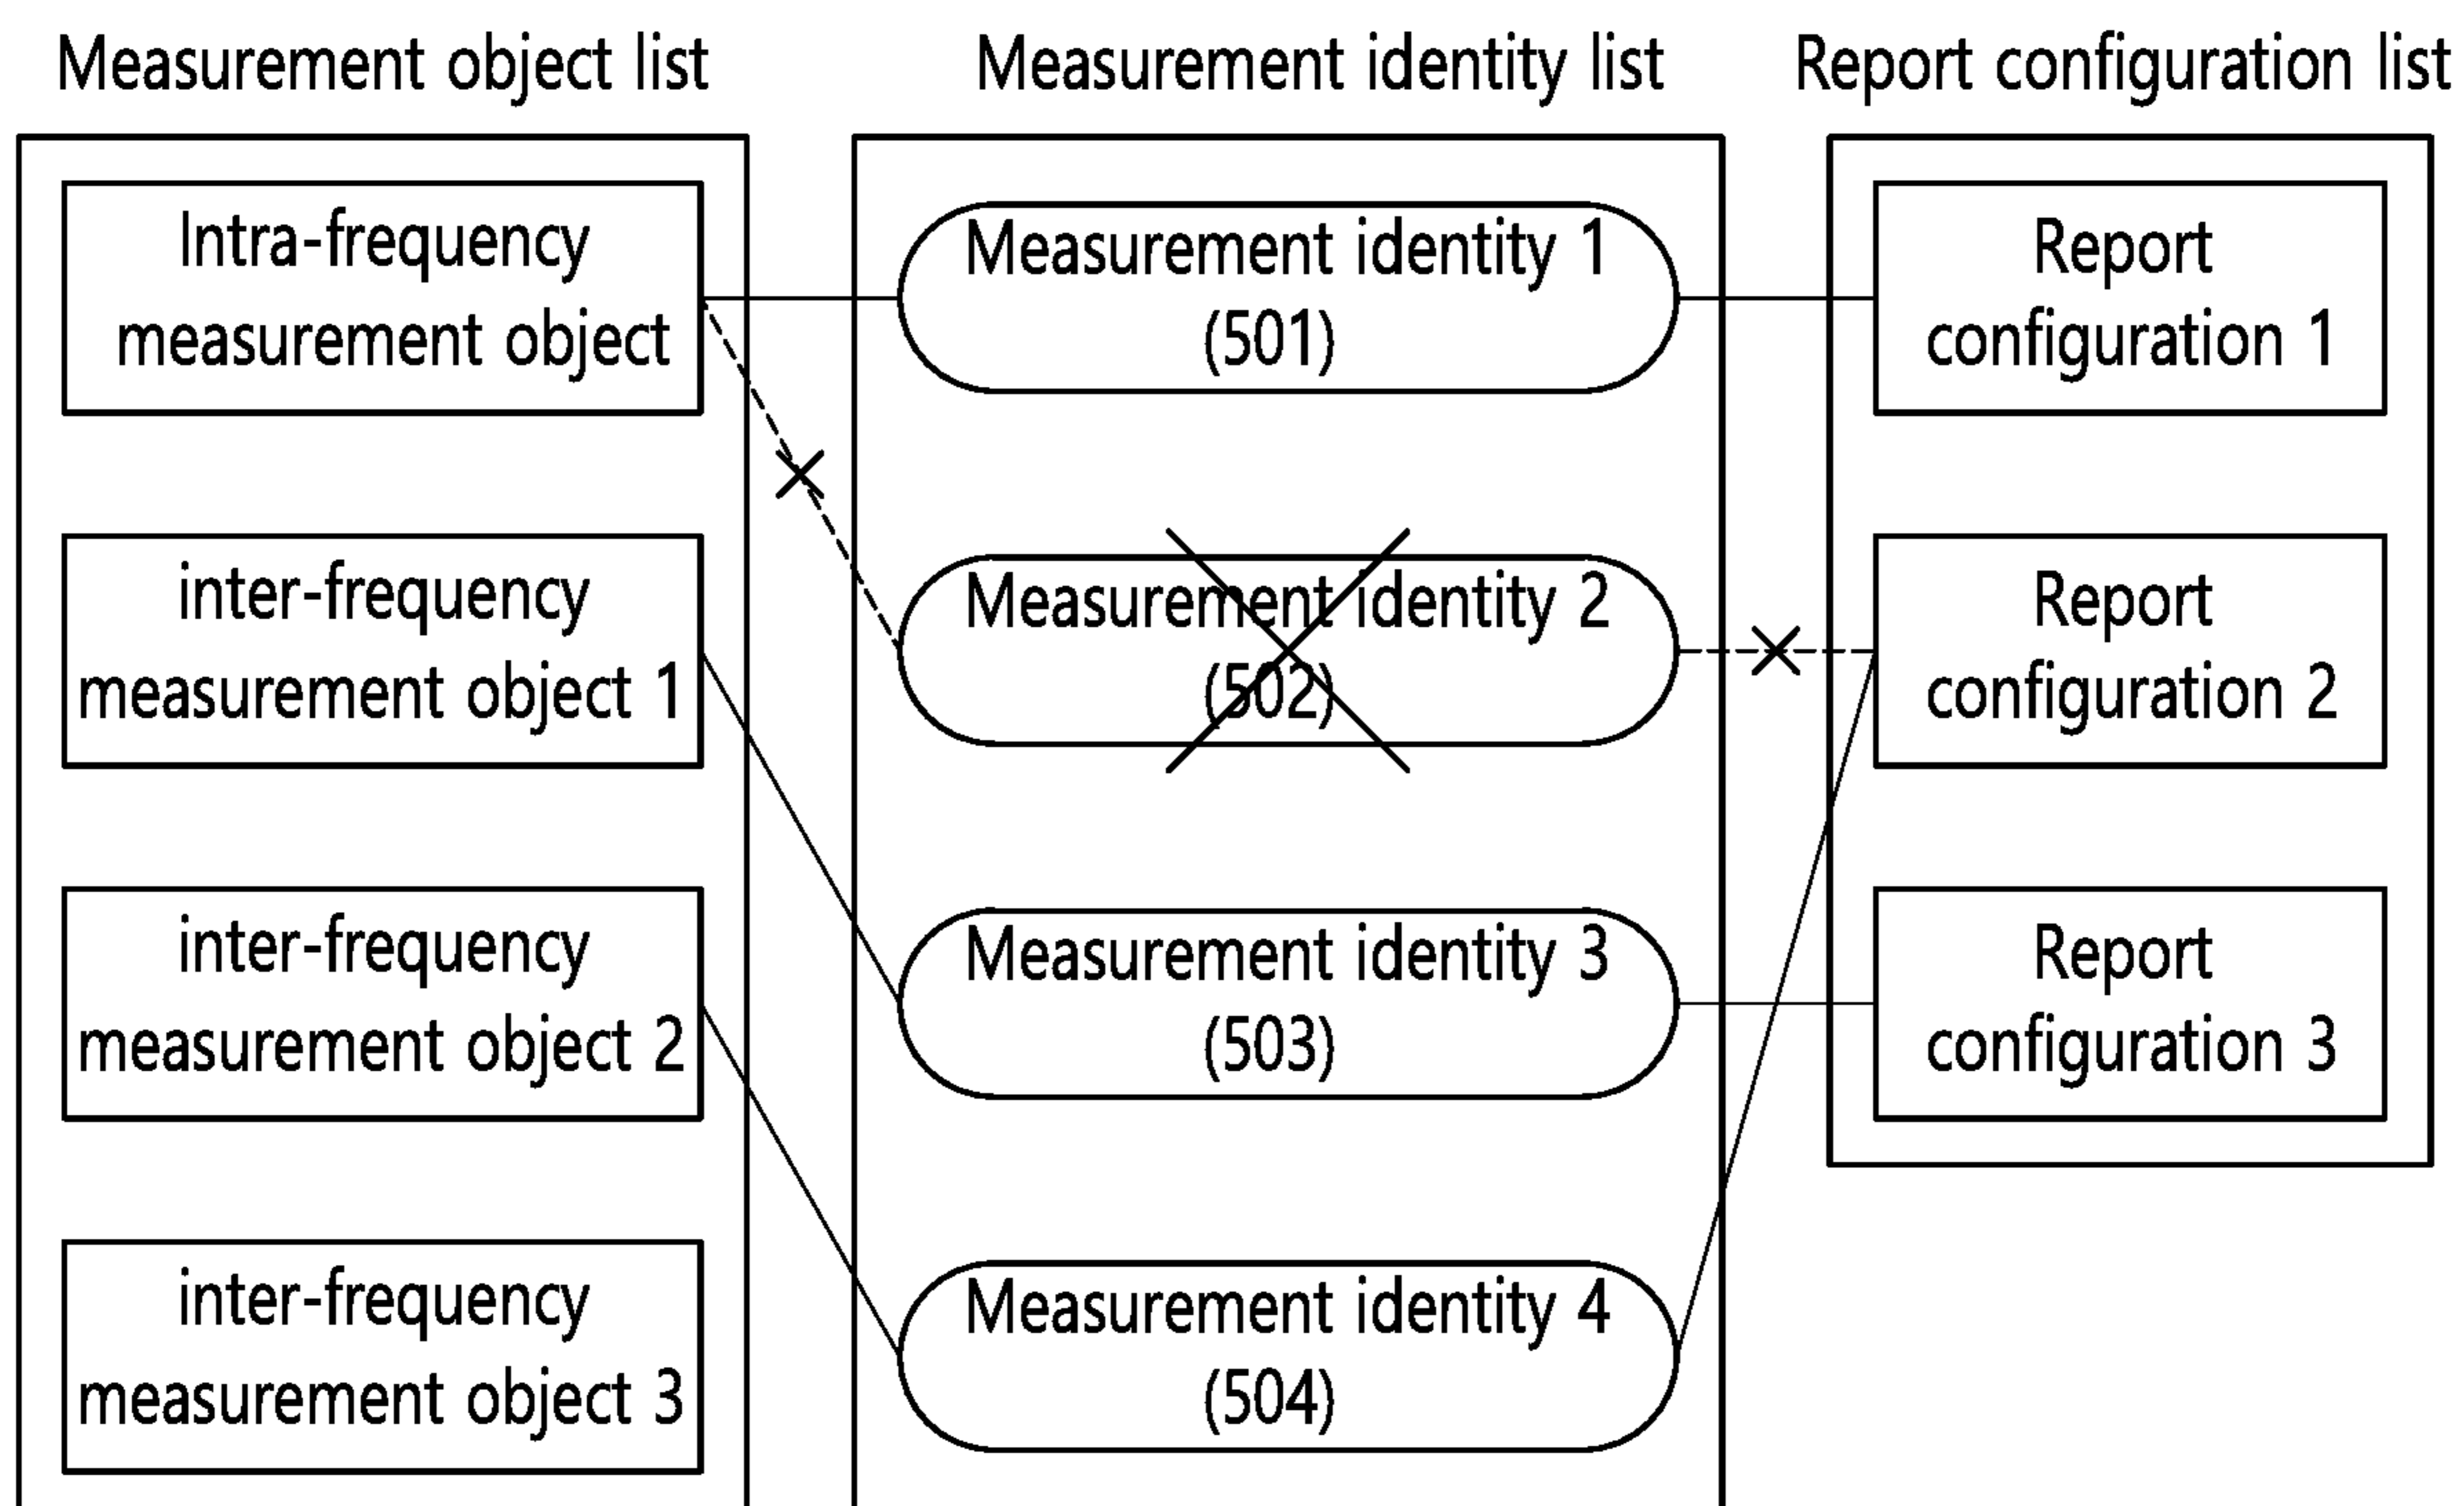 Measurement object list
Measurement identity list
Report configuration list
Intra-frequency
measurement object
inter-frequency
measurement object 1
inter-frequency
measurement object 2
inter-frequency
measurement object 3
Measurement identity 1
(501)
Measurement identity 2
(502)
Measurement identity 3
(503)
Measurement identity 4
(504)
Report
configuration 1
Report
configuration 2
Report
configuration 3